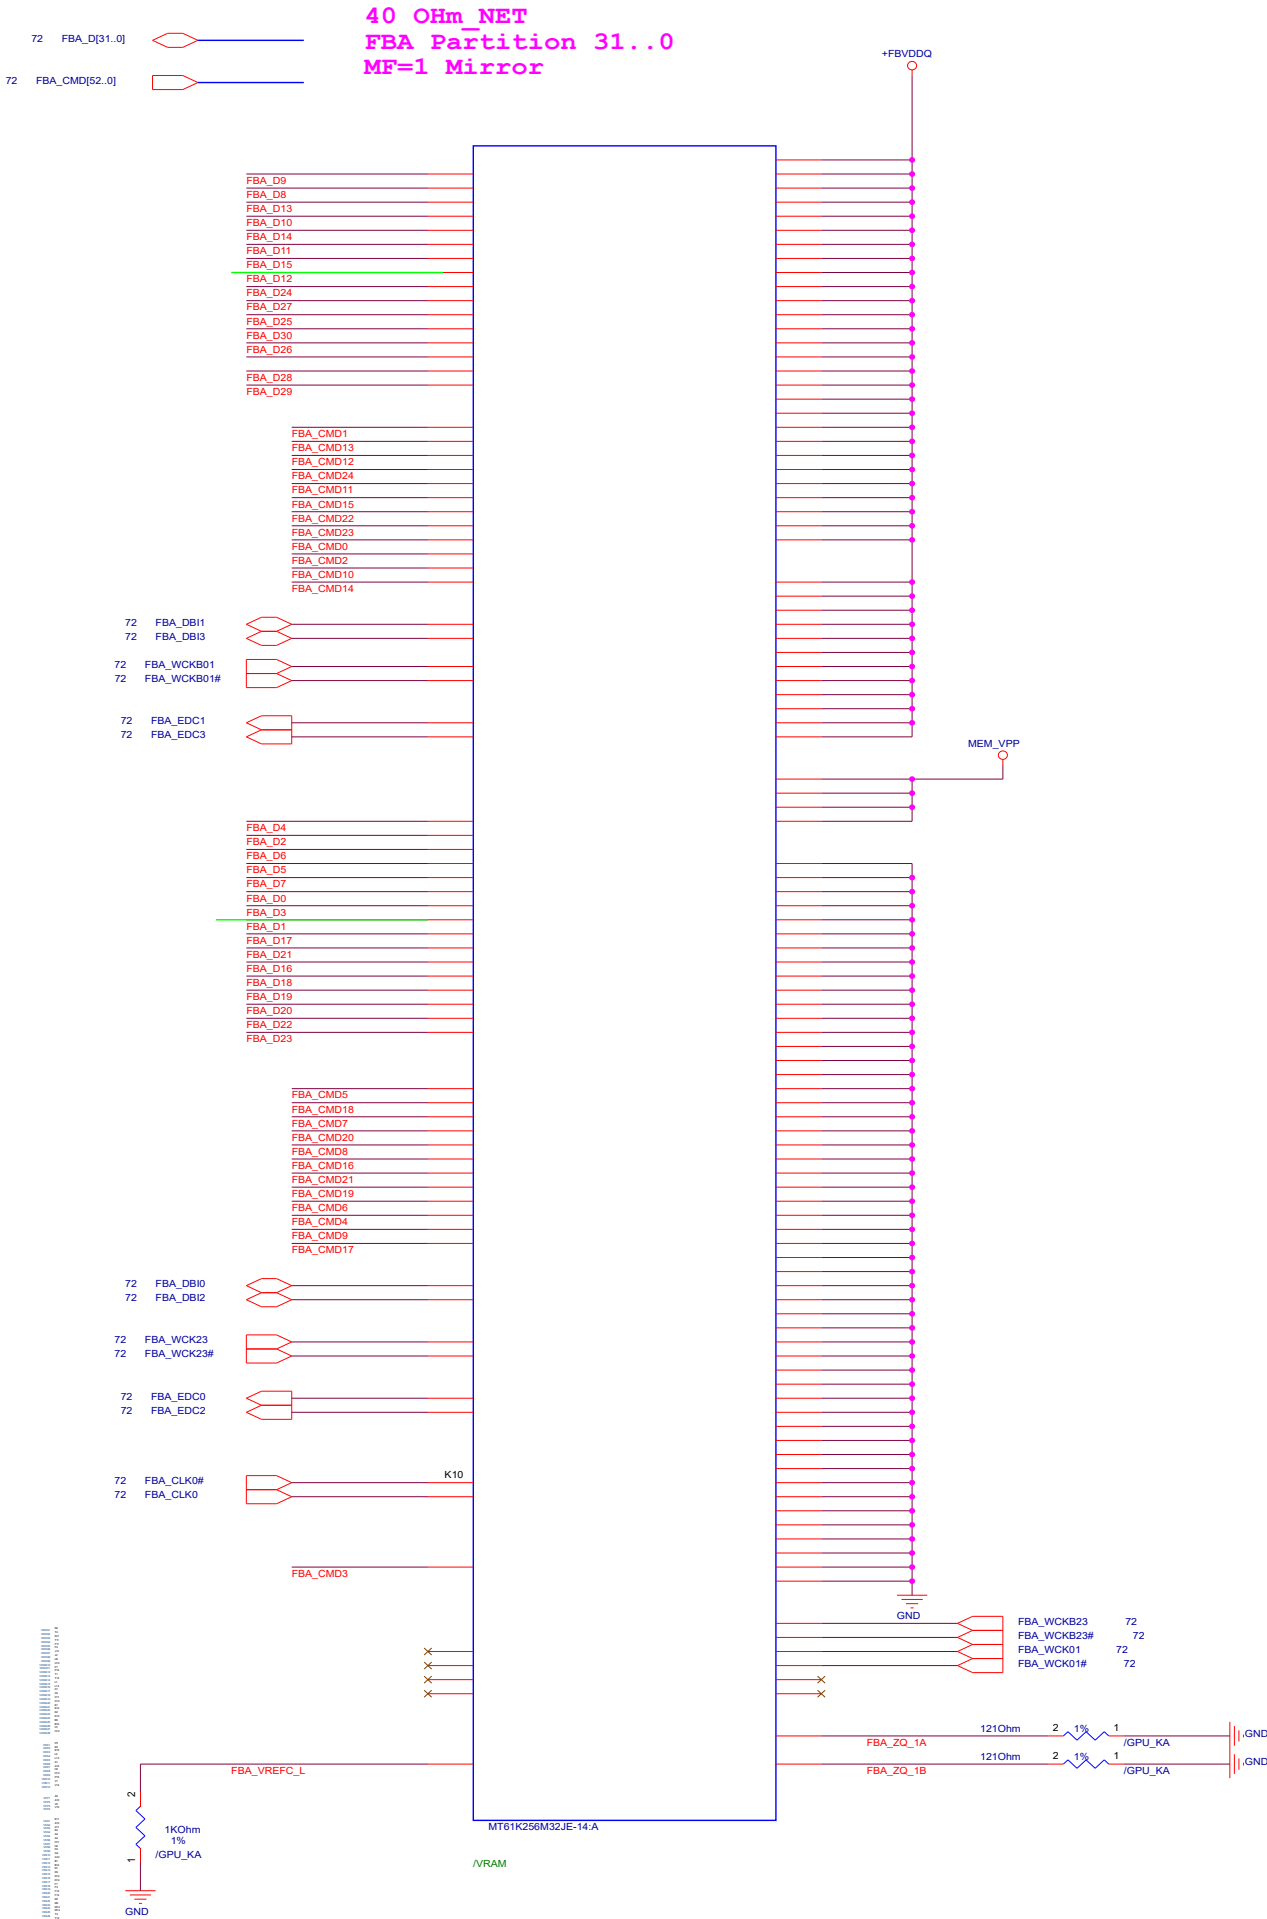 40 OHm_NET
FBA Partition 31..0
MF=1 Mirror
72 FBA_D[31..0]
72 FBA_CMD[52..0]
+FBVDDQ
FBA_D9
FBA_D8
FBA_D13
FBA_D10
FBA_D14
FBA_D11
FBA_D15
FBA_D12
FBA_D24
FBA_D27
FBA_D25
FBA_D30
FBA_D26
FBA_D28
FBA_D29
FBA_CMD1
FBA_CMD13
FBA_CMD12
FBA_CMD24
FBA_CMD11
FBA_CMD15
FBA_CMD22
FBA_CMD23
FBA_CMD0
FBA_CMD2
FBA_CMD10
FBA_CMD14
72 FBA_DBI1
72 FBA_DBI3
72 FBA_WCKB01
72 FBA_WCKB01#
72 FBA_EDC1
72 FBA_EDC3
MEM_VPP
FBA_D4
FBA_D2
FBA_D6
FBA_D5
FBA_D7
FBA_D0
FBA_D3
FBA_D1
FBA_D17
FBA_D21
FBA_D16
FBA_D18
FBA_D19
FBA_D20
FBA_D22
FBA_D23
FBA_CMD5
FBA_CMD18
FBA_CMD7
FBA_CMD20
FBA_CMD8
FBA_CMD16
FBA_CMD21
FBA_CMD19
FBA_CMD6
FBA_CMD4
FBA_CMD9
FBA_CMD17
72 FBA_DBI0
72 FBA_DBI2
72 FBA_WCK23
72 FBA_WCK23#
72 FBA_EDC0
72 FBA_EDC2
K10
72 FBA_CLK0#
72 FBA_CLK0
FBA_CMD3
GND
FBA_WCKB23 72
FBA_WCKB23# 72
FBA_WCK01 72
FBA_WCK01# 72
121Ohm 2 1% 1
FBA_ZQ_1A /GPU_KA GND
121Ohm 2 1% 1
FBA_ZQ_1B /GPU_KA GND
FBA_VREFC_L
2
1KOhm
1%
/GPU_KA
1
GND
MT61K256M32JE-14:A
/VRAM